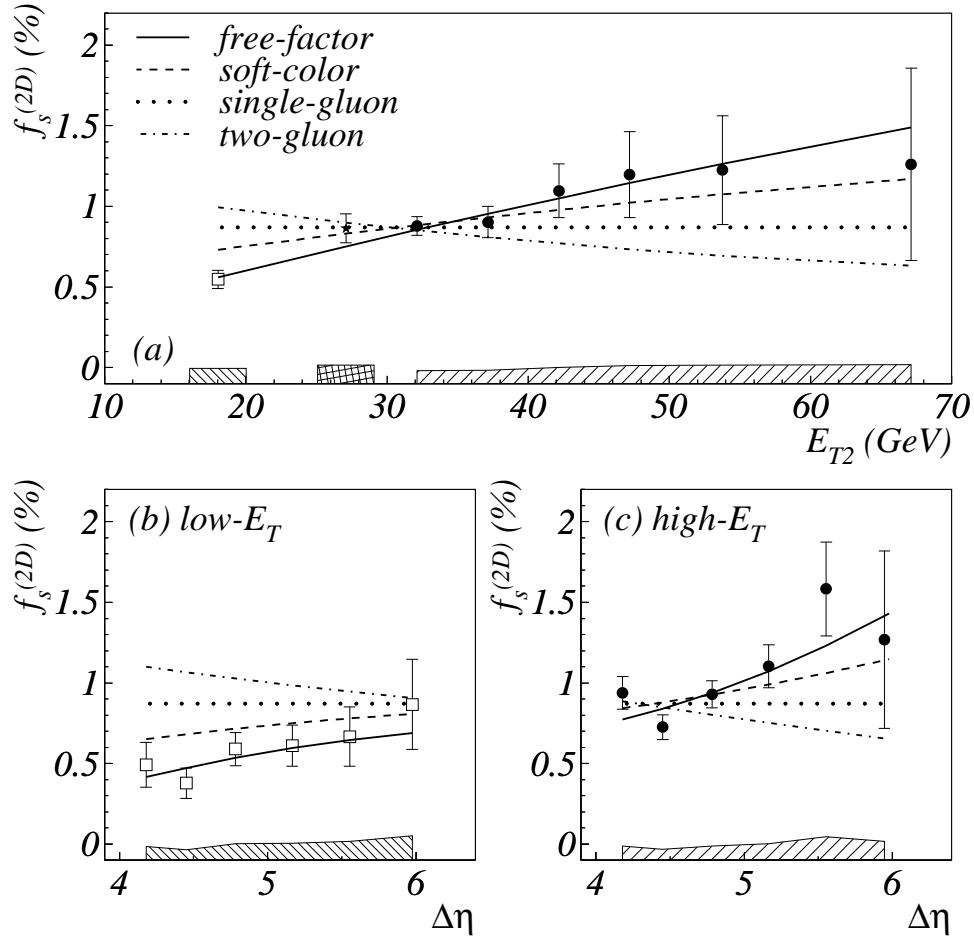 f_s^(2D) (%)
2
1.5
1
0.5
0
free-factor
soft-color
single-gluon
two-gluon
(a)
10 20 30 40 50 60 70
E_T2 (GeV)
f_s^(2D) (%)
2
1.5
1
0.5
0
(b) low-E_T
4 5 6
Δη
f_s^(2D) (%)
2
1.5
1
0.5
0
(c) high-E_T
4 5 6
Δη